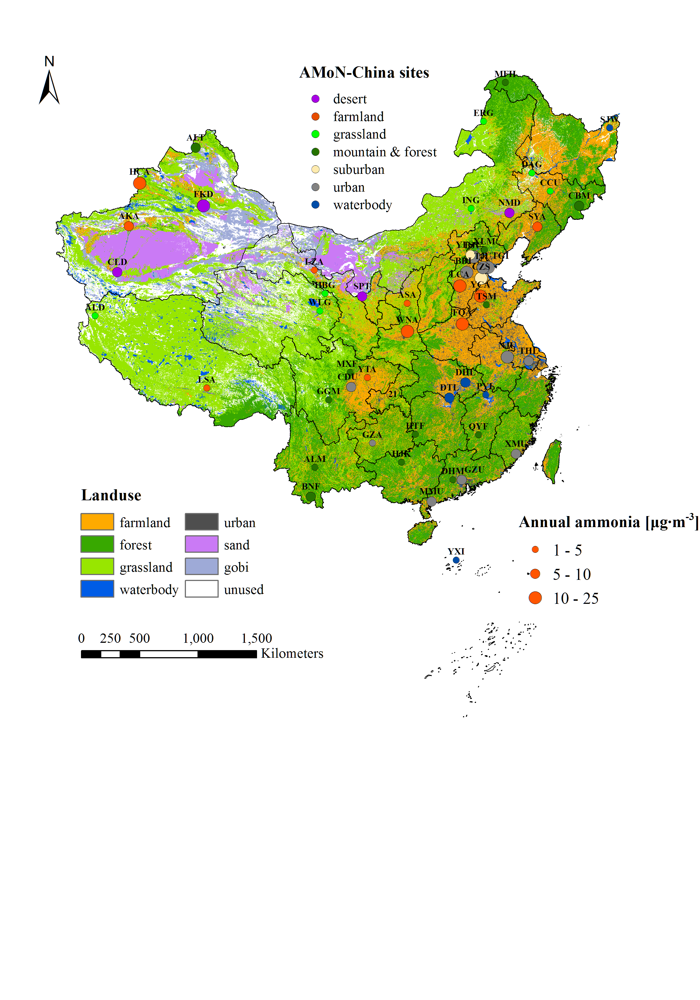 N
AMoN-China sites
desert
farmland
grassland
mountain & forest
suburban
urban
waterbody
MFH
ERG
SJW
ALT
HCA
FKD
AKA
CLD
DAG
CCU
CBM
ING
NMD
SYA
XLM
TJU
TGI
CZS
LCA
YCA
TSM
LZA
HBG
SPT
WLG
ASA
ALD
FQA
WNA
NJU
THL
MXF
YTA
CDU
DHL
LSA
GGM
21
DTL
PYL
HTF
QYF
GZA
XMU
HJK
ALM
DHM
GZU
BNF
MMU
YXI
Landuse
farmland
urban
forest
sand
grassland
gobi
waterbody
unused
Annual ammonia [μg·m-3]
1 - 5
5 - 10
10 - 25
0 250 500 1,000 1,500
Kilometers